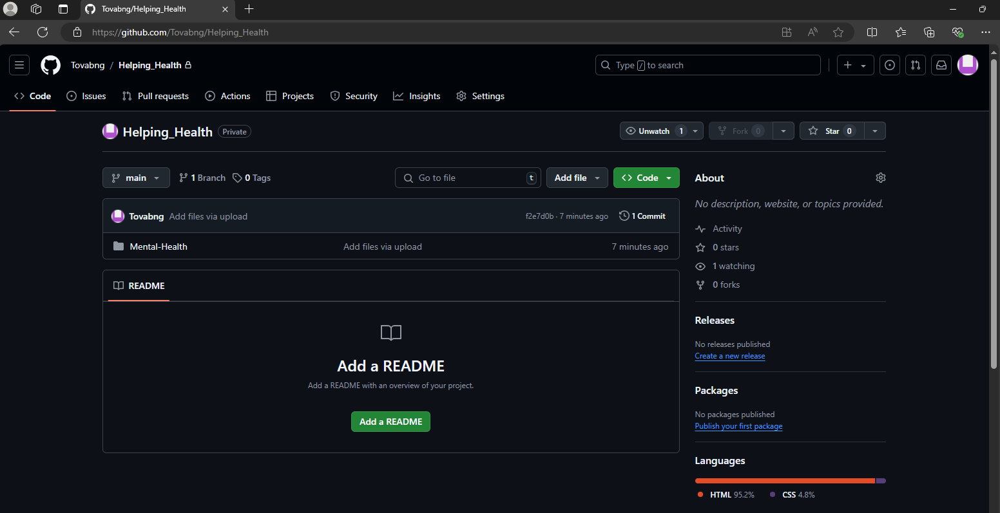 Tovabng/Helping_Health
https://github.com/Tovabng/Helping_Health
Tovabng / Helping_Health
Type / to search
Code Issues Pull requests Actions Projects Security Insights Settings
Helping_Health Private
Unwatch 1 Fork 0 Star 0
main 1 Branch 0 Tags
Go to file t Add file Code
Tovabng Add files via upload f2e7d0b · 7 minutes ago 1 Commit
Mental-Health Add files via upload 7 minutes ago
README
Add a README
Add a README with an overview of your project.
Add a README
About
No description, website, or topics provided.
Activity
0 stars
1 watching
0 forks
Releases
No releases published
Create a new release
Packages
No packages published
Publish your first package
Languages
HTML 95.2% CSS 4.8%